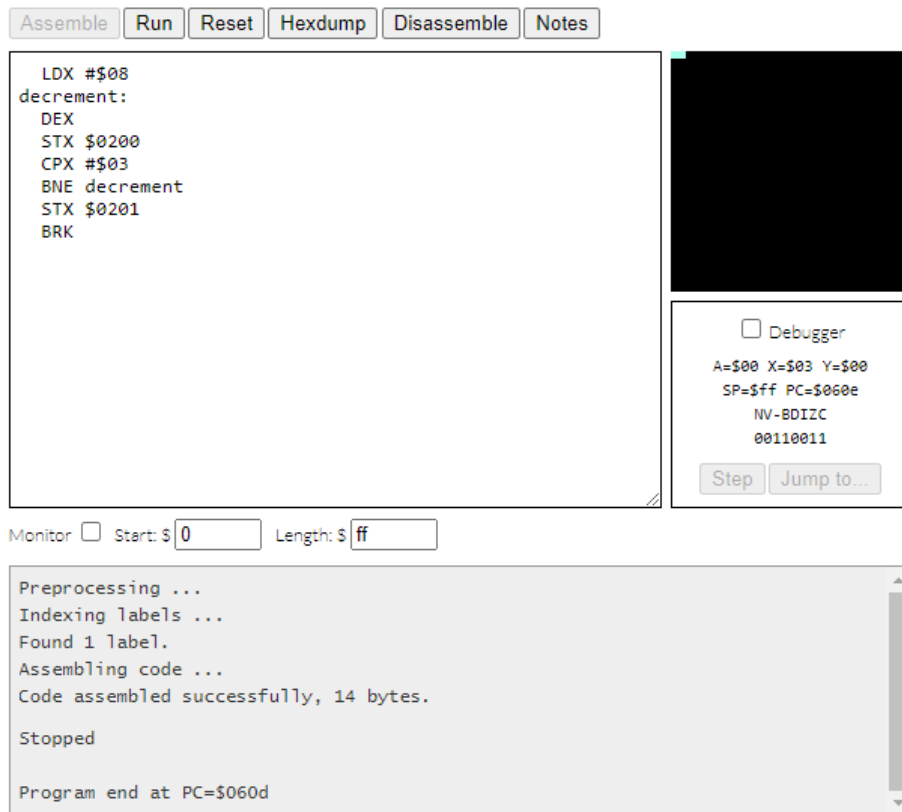 Assemble Run Reset Hexdump Disassemble Notes
LDX #$08
decrement:
DEX
STX $0200
CPX #$03
BNE decrement
STX $0201
BRK
Debugger
A=$00 X=$03 Y=$00
SP=$ff PC=$060e
NV-BDIZC
00110011
Step Jump to...
Monitor Start: $ 0 Length: $ ff
Preprocessing ...
Indexing labels ...
Found 1 label.
Assembling code ...
Code assembled successfully, 14 bytes.
Stopped
Program end at PC=$060d